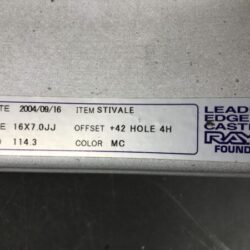 TE 2004/09/16 ITEM STIVALE
E 16X7.0JJ OFFSET +42 HOLE 4H
114.3 COLOR MC
LEAD
EDGE
CAST
RAY
FOUN